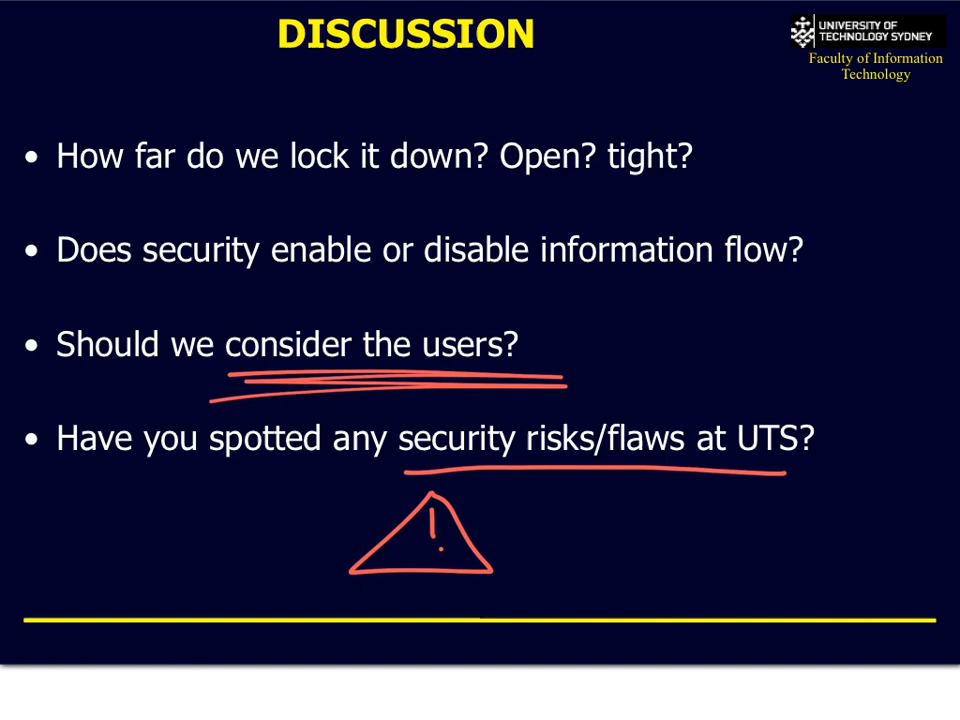 DISCUSSION
UNIVERSITY OF
TECHNOLOGY SYDNEY
Faculty of Information
Technology
• How far do we lock it down? Open? tight?
• Does security enable or disable information flow?
• Should we consider the users?
• Have you spotted any security risks/flaws at UTS?
!